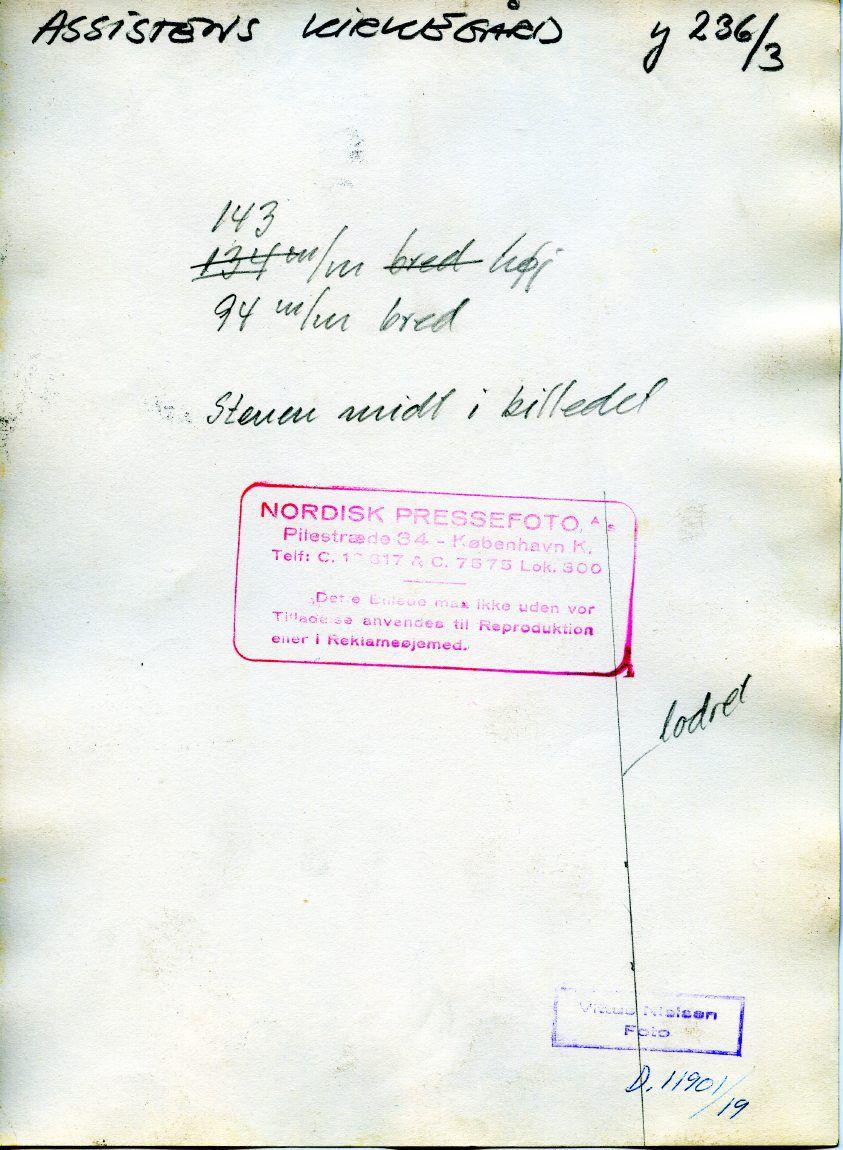 ASSISTENS KIRKEGÅRD y 236/3
143
134 m/m bred høj
94 m/m bred
Stenen midt i billedet
NORDISK PRESSEFOTO A/S
Pilestræde 34 - København K.
Telf: C. & C. 7575 Lok. 300
Dette Billede maa ikke uden vor
Tilladelse anvendes til Reproduktion
eller i Reklameøjemed.
lodret
Nielsen
Foto
D. 11901/19